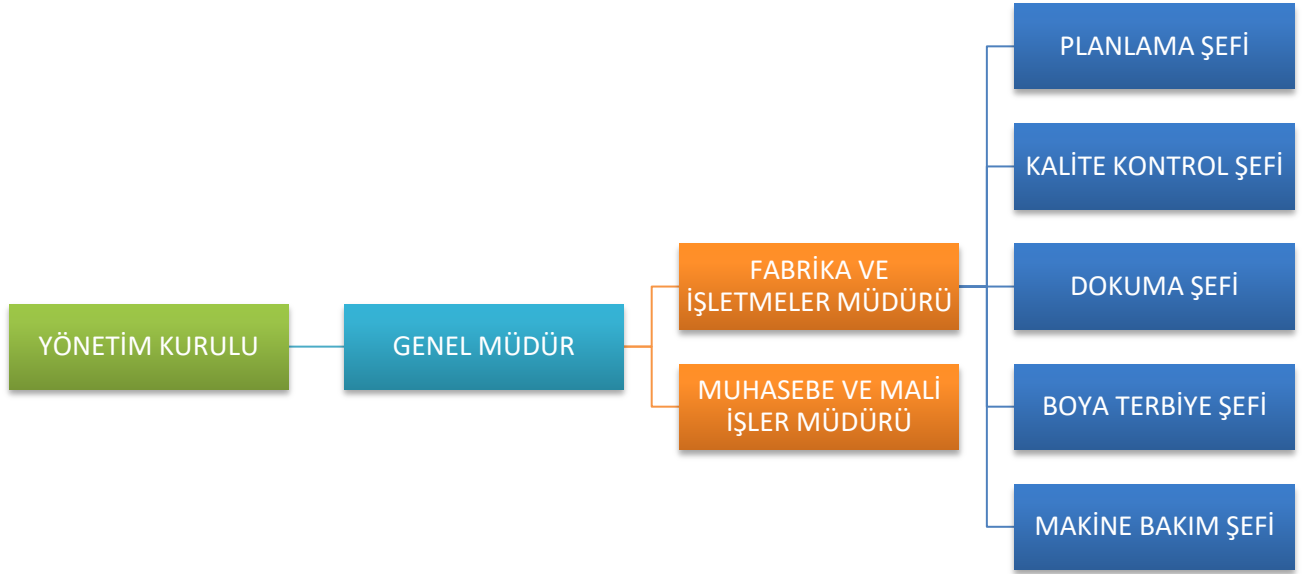 YÖNETİM KURULU
GENEL MÜDÜR
FABRİKA VE
İŞLETMELER MÜDÜRÜ
MUHASEBE VE MALİ
İŞLER MÜDÜRÜ
PLANLAMA ŞEFİ
KALİTE KONTROL ŞEFİ
DOKUMA ŞEFİ
BOYA TERBİYE ŞEFİ
MAKİNE BAKIM ŞEFİ